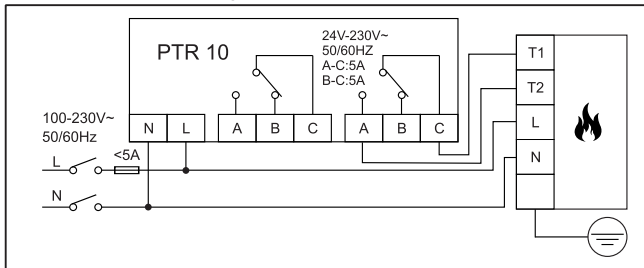 PTR 10
24V-230V~
50/60HZ
A-C:5A
B-C:5A
T1
T2
L
N
N L A B C A B C
100-230V~
50/60Hz
L <5A
N